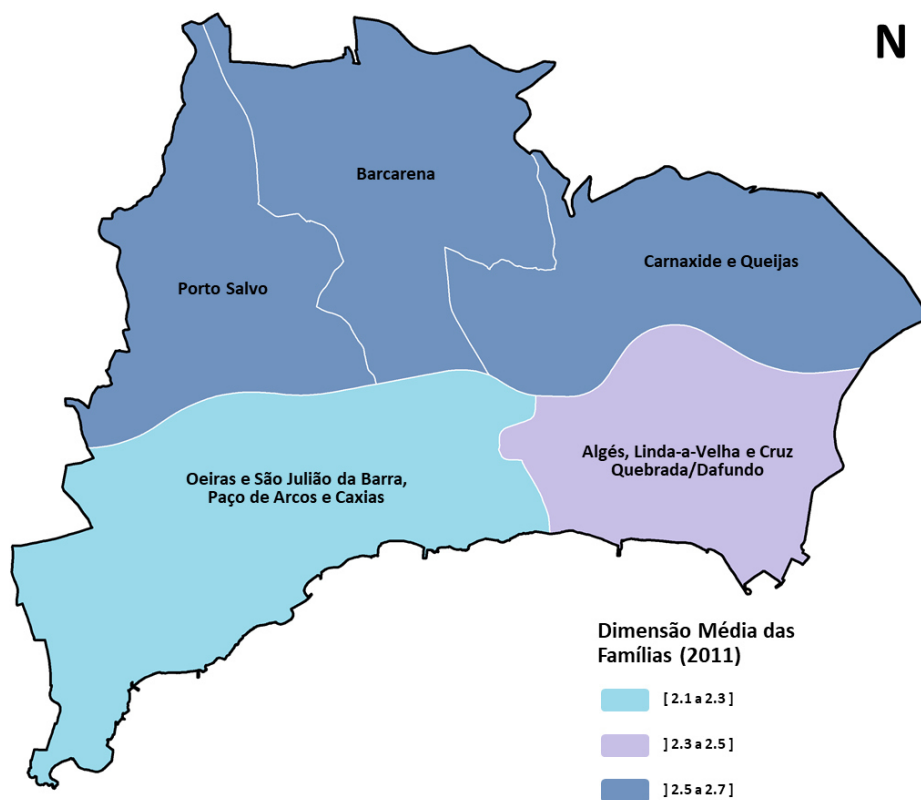 N
Barcarena
Carnaxide e Queijas
Porto Salvo
Algés, Linda-a-Velha e Cruz
Quebrada/Dafundo
Oeiras e São Julião da Barra,
Paço de Arcos e Caxias
Dimensão Média das
Famílias (2011)
[ 2.1 a 2.3 ]
] 2.3 a 2.5 ]
] 2.5 a 2.7 ]